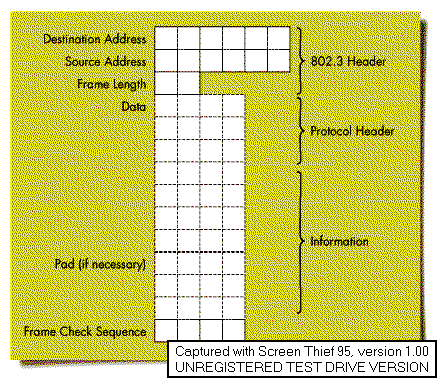 Destination Address
Source Address
802.3 Header
Frame Length
Data
Protocol Header
Information
Pad (if necessary)
Frame Check Sequence
Captured with Screen Thief 95, version 1.00
UNREGISTERED TEST DRIVE VERSION